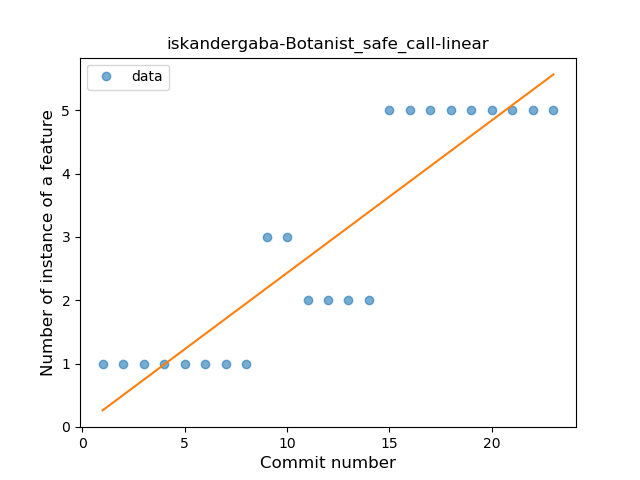 iskandergaba-Botanist_safe_call-linear
data
Number of instance of a feature
5
4
3
2
1
0
0
5
10
15
20
Commit number